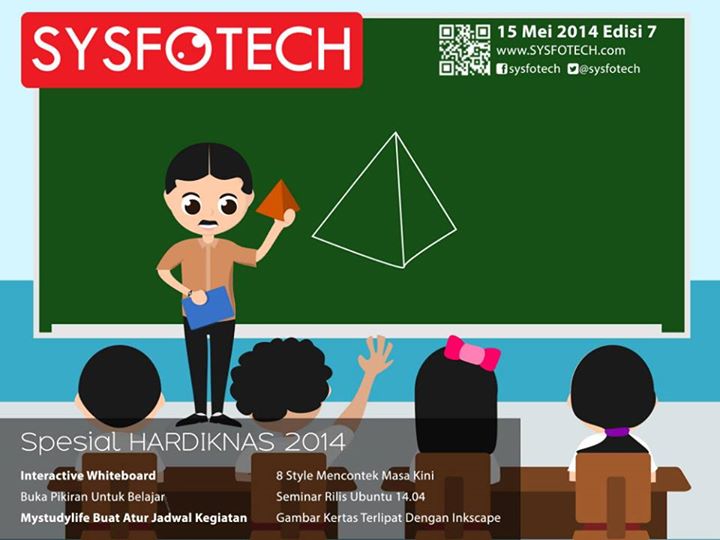 SYSFOTECH
15 Mei 2014 Edisi 7
www.SYSFOTECH.com
sysfotech @sysfotech
Spesial HARDIKNAS 2014
Interactive Whiteboard
Buka Pikiran Untuk Belajar
Mystudylife Buat Atur Jadwal Kegiatan
8 Style Mencontek Masa Kini
Seminar Rilis Ubuntu 14.04
Gambar Kertas Terlipat Dengan Inkscape